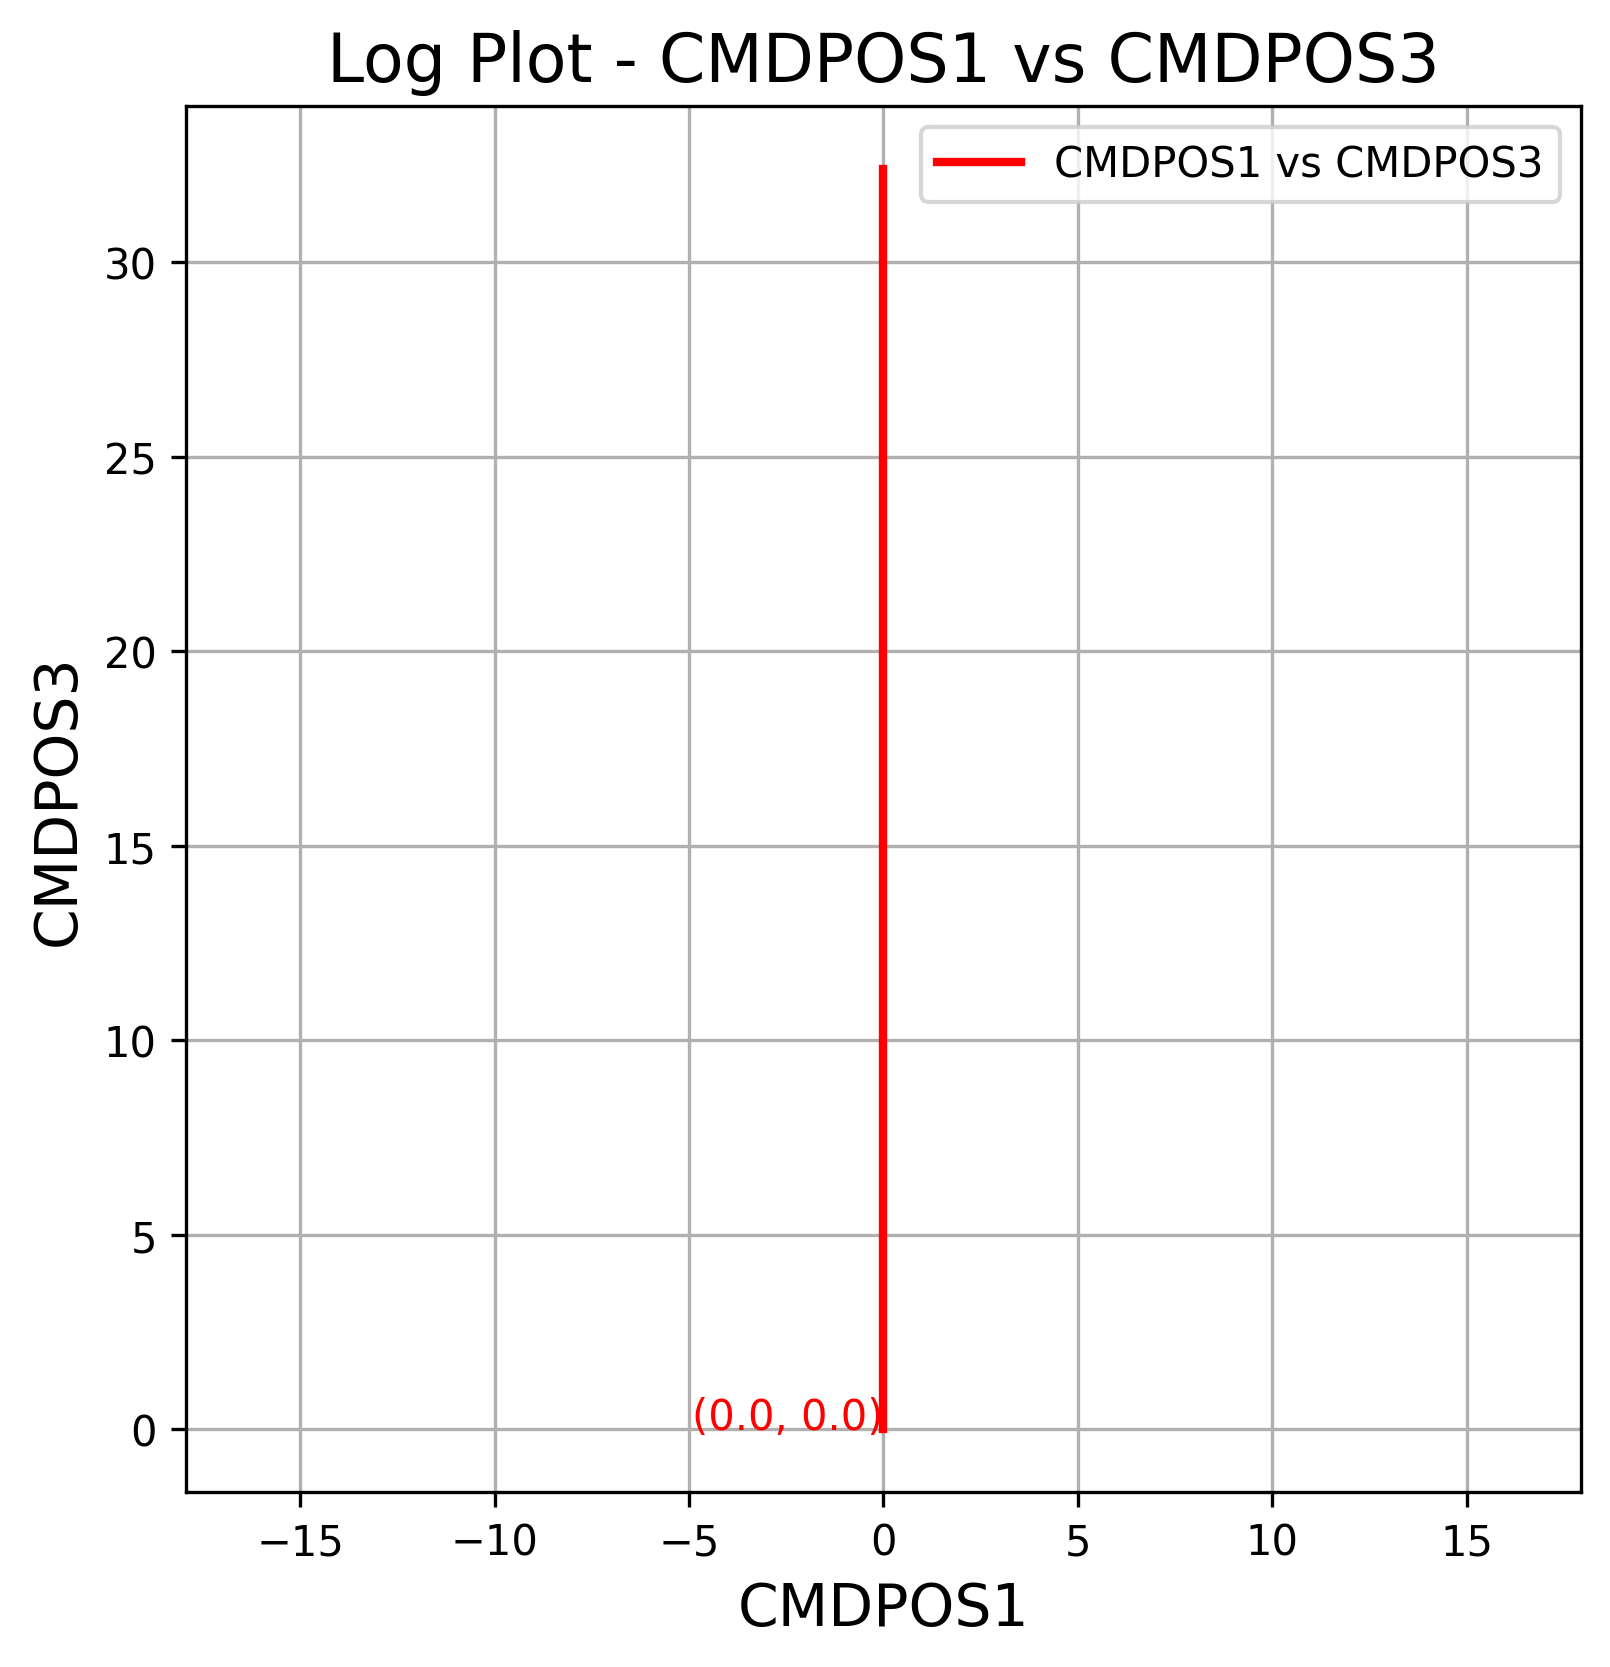 Log Plot - CMDPOS1 vs CMDPOS3
CMDPOS1 vs CMDPOS3
CMDPOS3
30
25
20
15
10
5
0
(0.0, 0.0)
−15 −10 −5 0 5 10 15
CMDPOS1